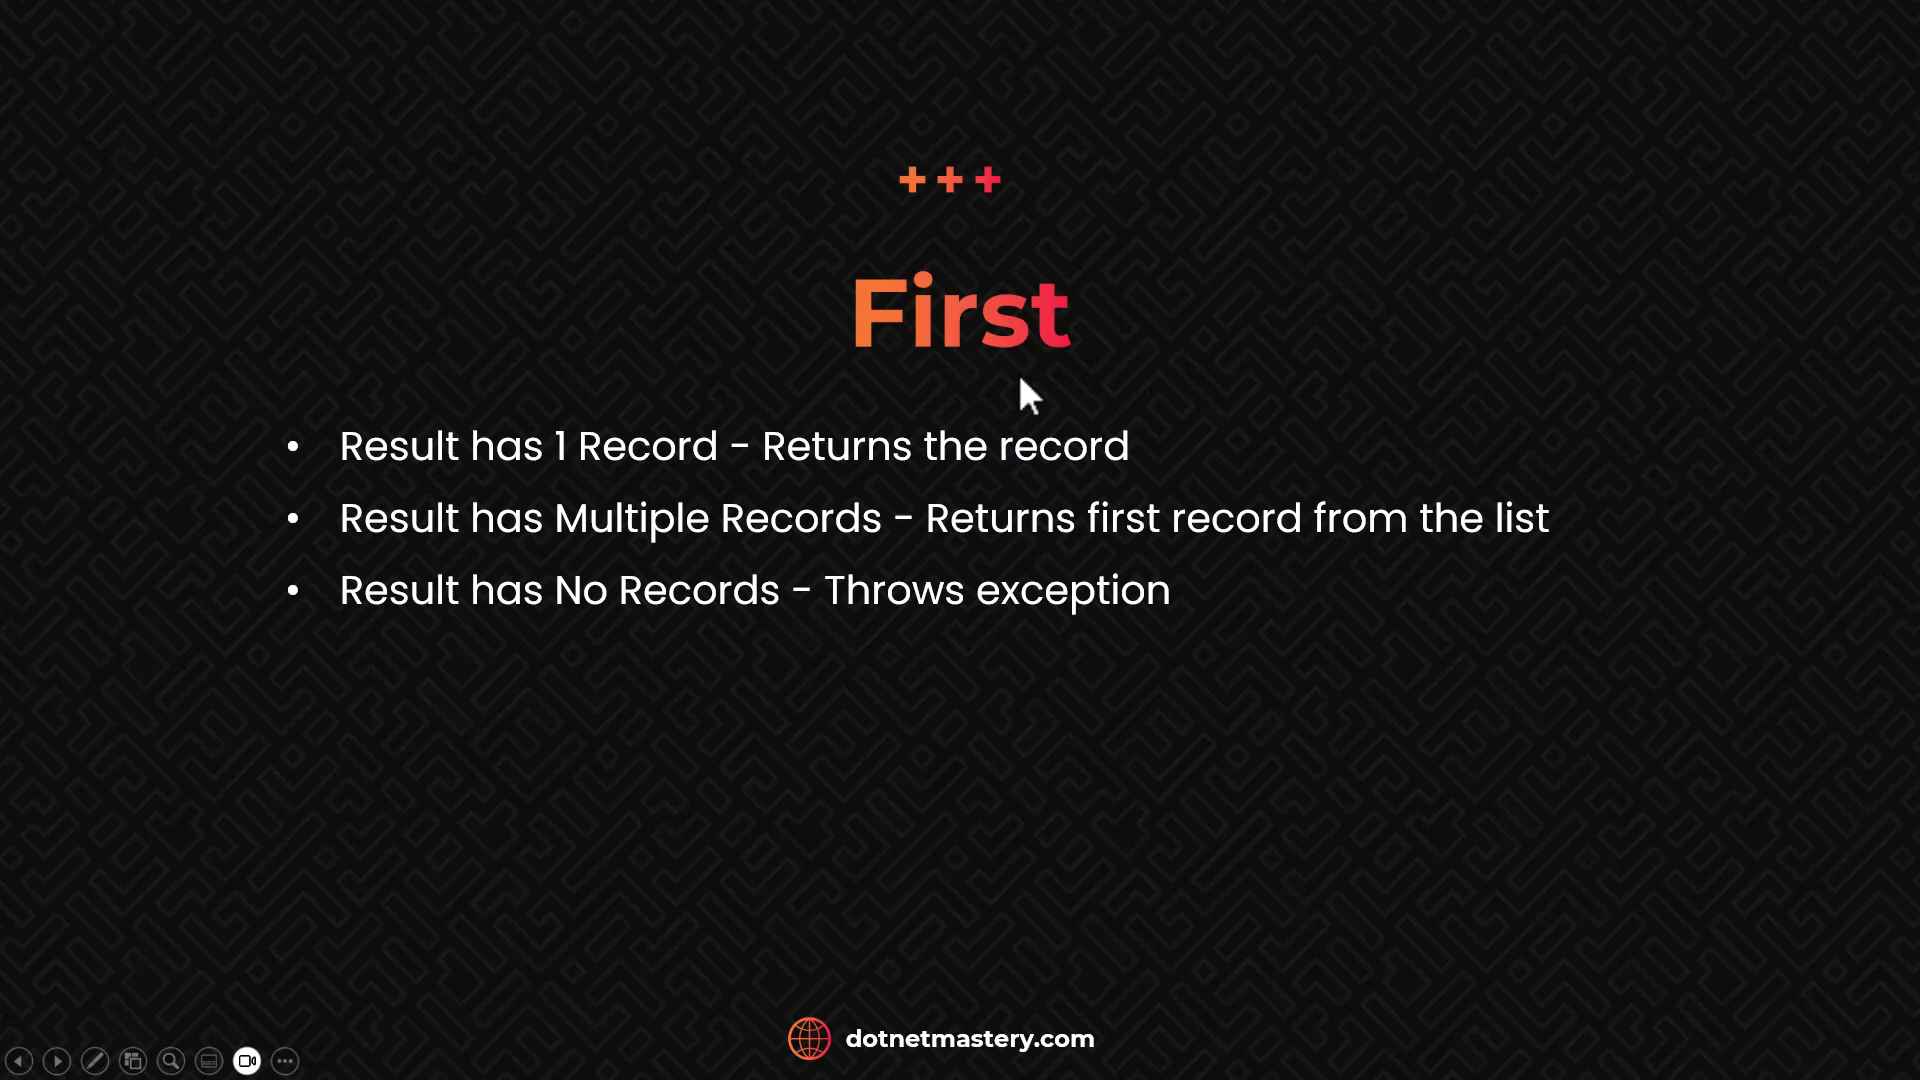 First
• Result has 1 Record - Returns the record
• Result has Multiple Records - Returns first record from the list
• Result has No Records - Throws exception
dotnetmastery.com